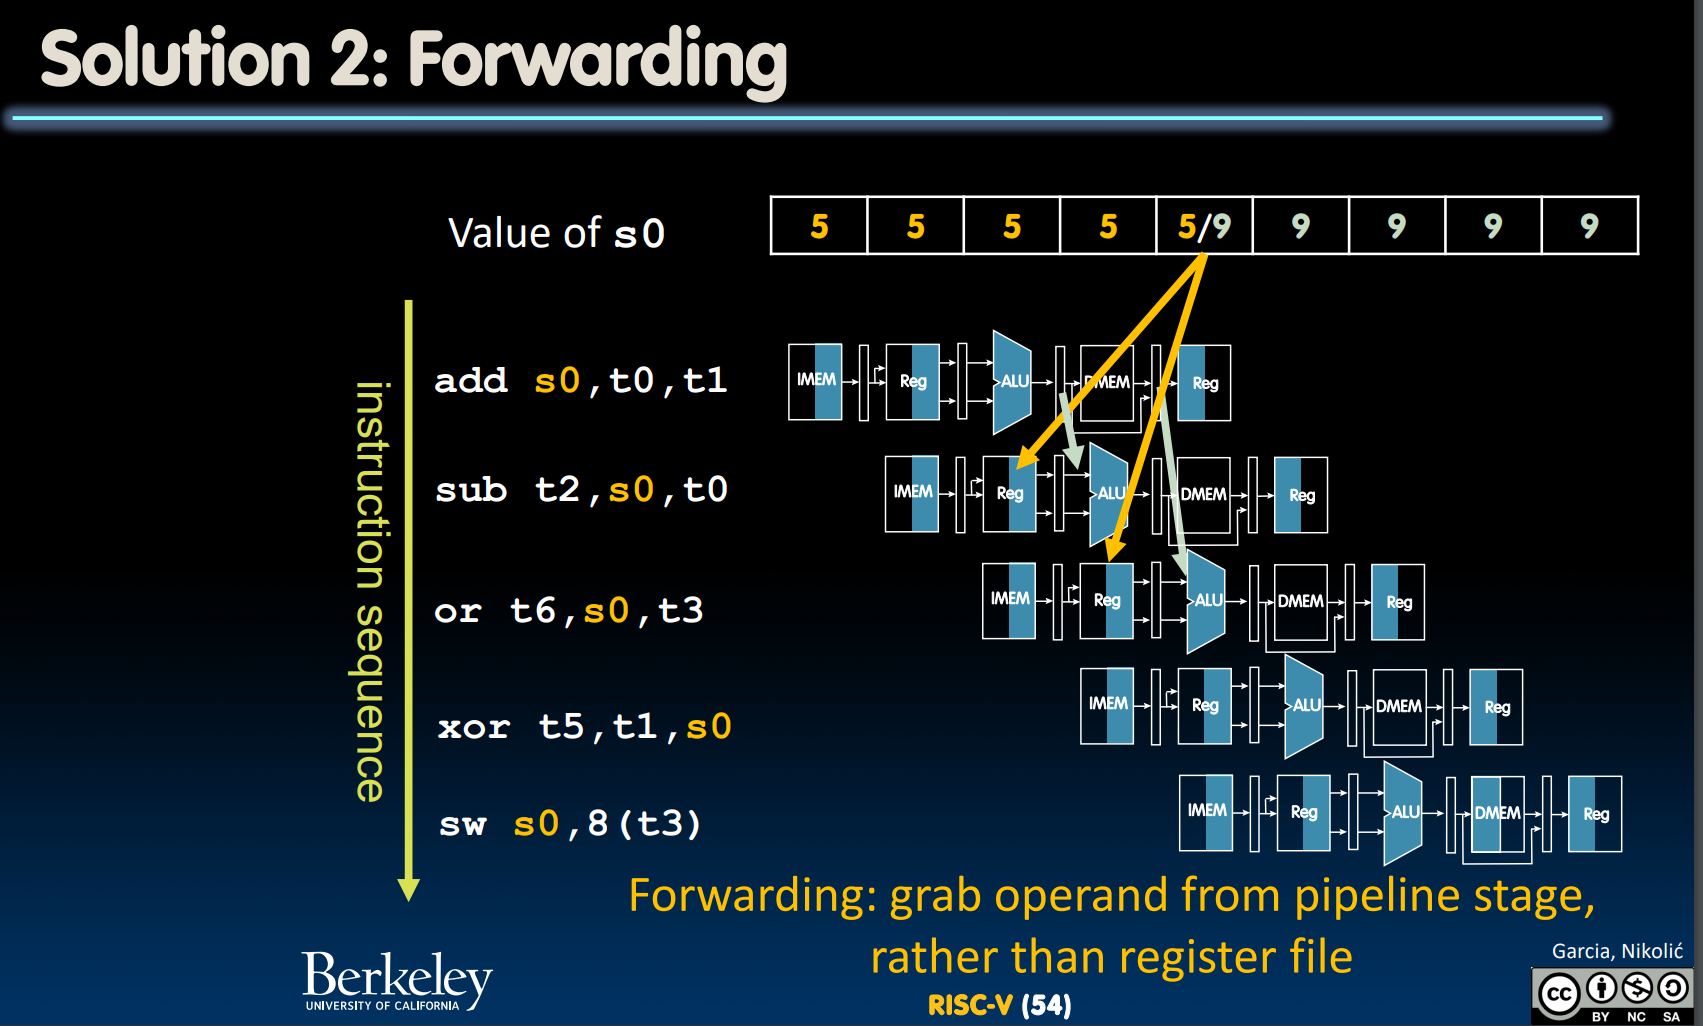 Solution 2: Forwarding
Value of s0
5 5 5 5 5/9 9 9 9 9
instruction sequence
add s0,t0,t1
IMEM Reg ALU DMEM Reg
sub t2,s0,t0
IMEM Reg ALU DMEM Reg
or t6,s0,t3
IMEM Reg ALU DMEM Reg
xor t5,t1,s0
IMEM Reg ALU DMEM Reg
sw s0,8(t3)
IMEM Reg ALU DMEM Reg
Forwarding: grab operand from pipeline stage,
rather than register file
Berkeley
UNIVERSITY OF CALIFORNIA
RISC-V (54)
Garcia, Nikolić
cc
BY NC SA